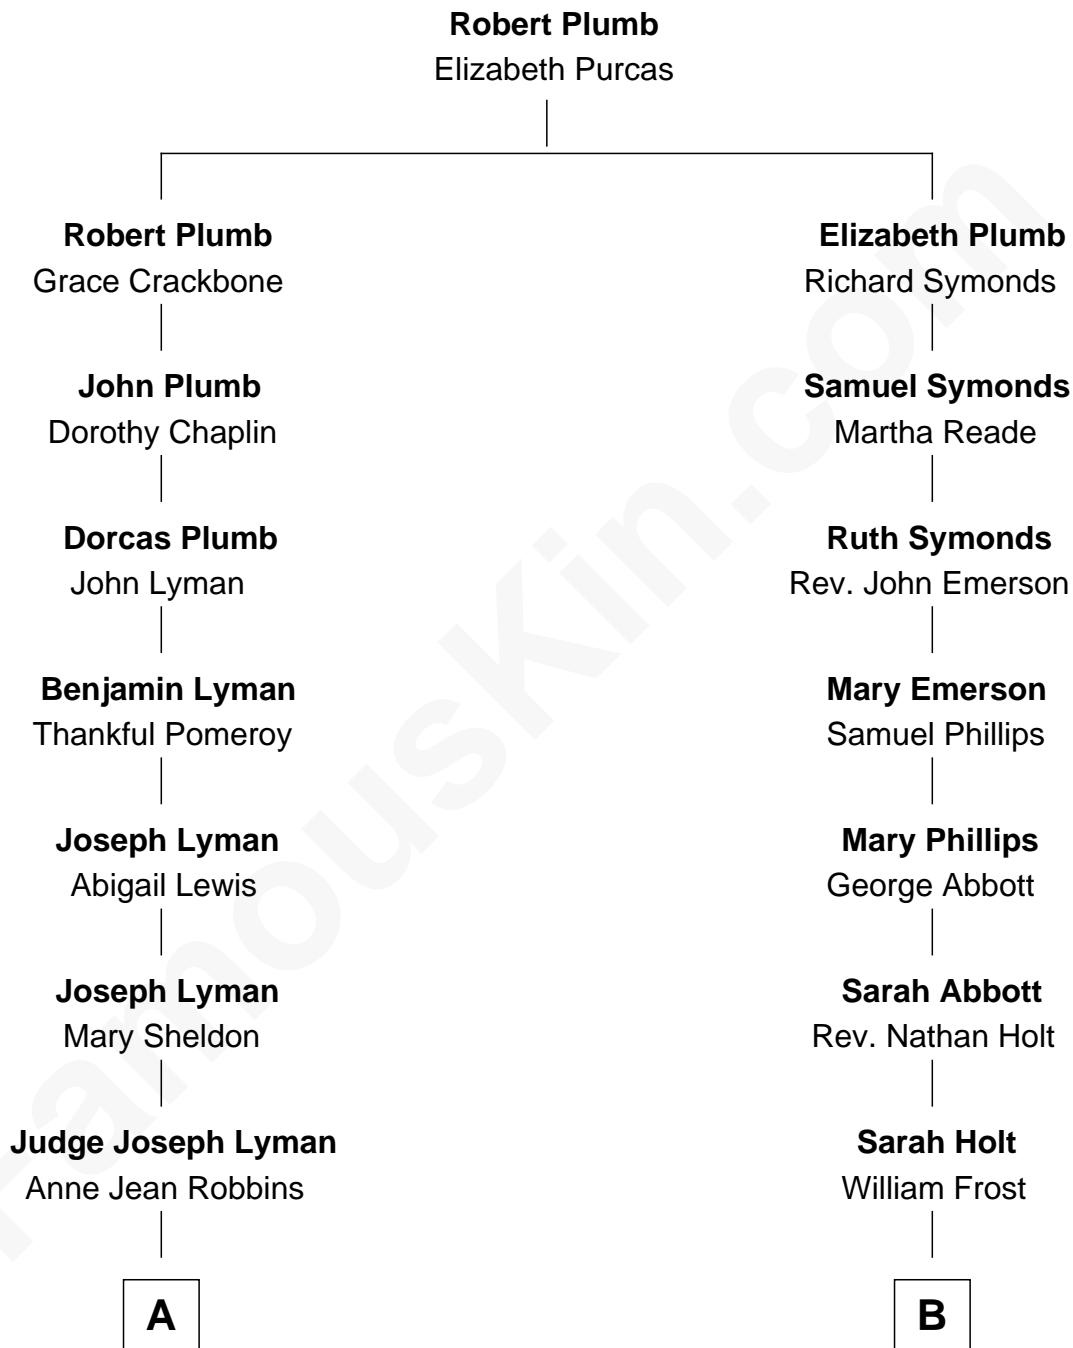 Robert Plumb
Elizabeth Purcas
Robert Plumb
Grace Crackbone
John Plumb
Dorothy Chaplin
Dorcas Plumb
John Lyman
Benjamin Lyman
Thankful Pomeroy
Joseph Lyman
Abigail Lewis
Joseph Lyman
Mary Sheldon
Judge Joseph Lyman
Anne Jean Robbins
A
Elizabeth Plumb
Richard Symonds
Samuel Symonds
Martha Reade
Ruth Symonds
Rev. John Emerson
Mary Emerson
Samuel Phillips
Mary Phillips
George Abbott
Sarah Abbott
Rev. Nathan Holt
Sarah Holt
William Frost
B
FamousKin.com